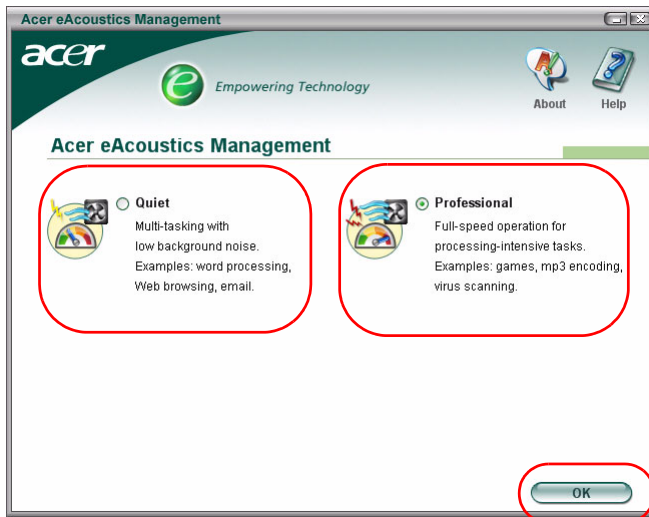 Acer eAcoustics Management
acer
e Empowering Technology
About Help
Acer eAcoustics Management
Quiet
Multi-tasking with
low background noise.
Examples: word processing,
Web browsing, email.
Professional
Full-speed operation for
processing-intensive tasks.
Examples: games, mp3 encoding,
virus scanning.
OK